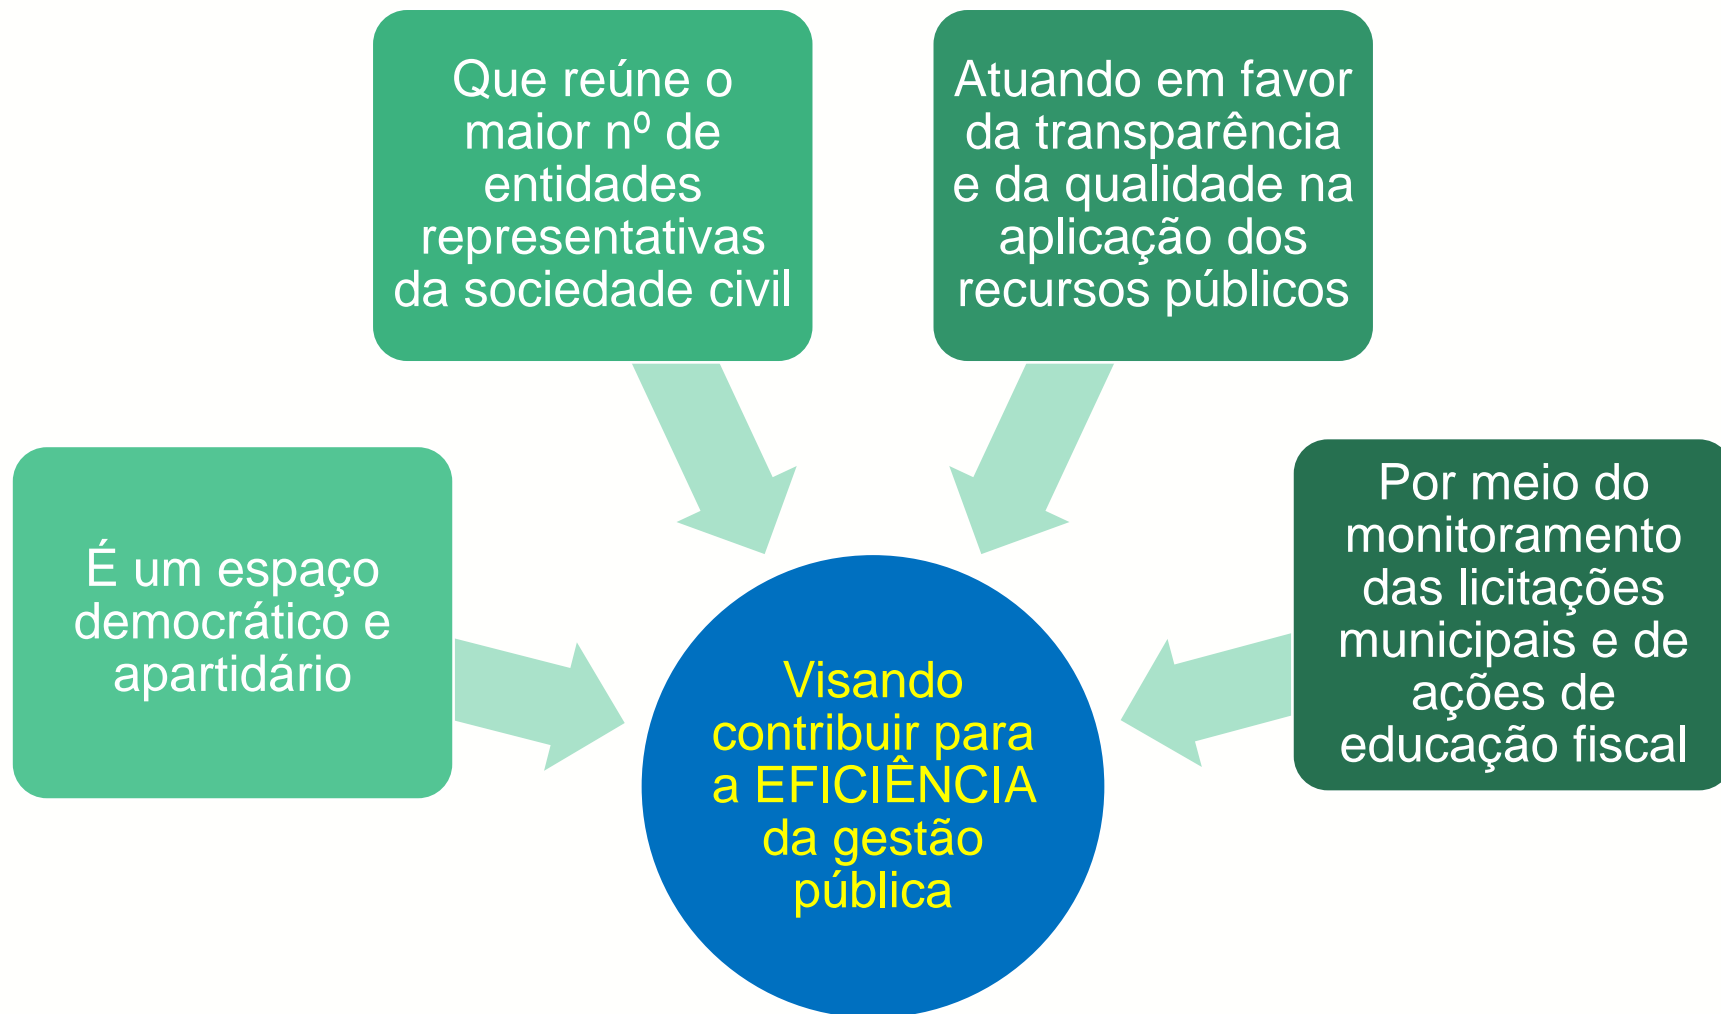 É um espaço
democrático e
apartidário
Que reúne o
maior nº de
entidades
representativas
da sociedade civil
Atuando em favor
da transparência
e da qualidade na
aplicação dos
recursos públicos
Por meio do
monitoramento
das licitações
municipais e de
ações de
educação fiscal
Visando
contribuir para
a EFICIÊNCIA
da gestão
pública